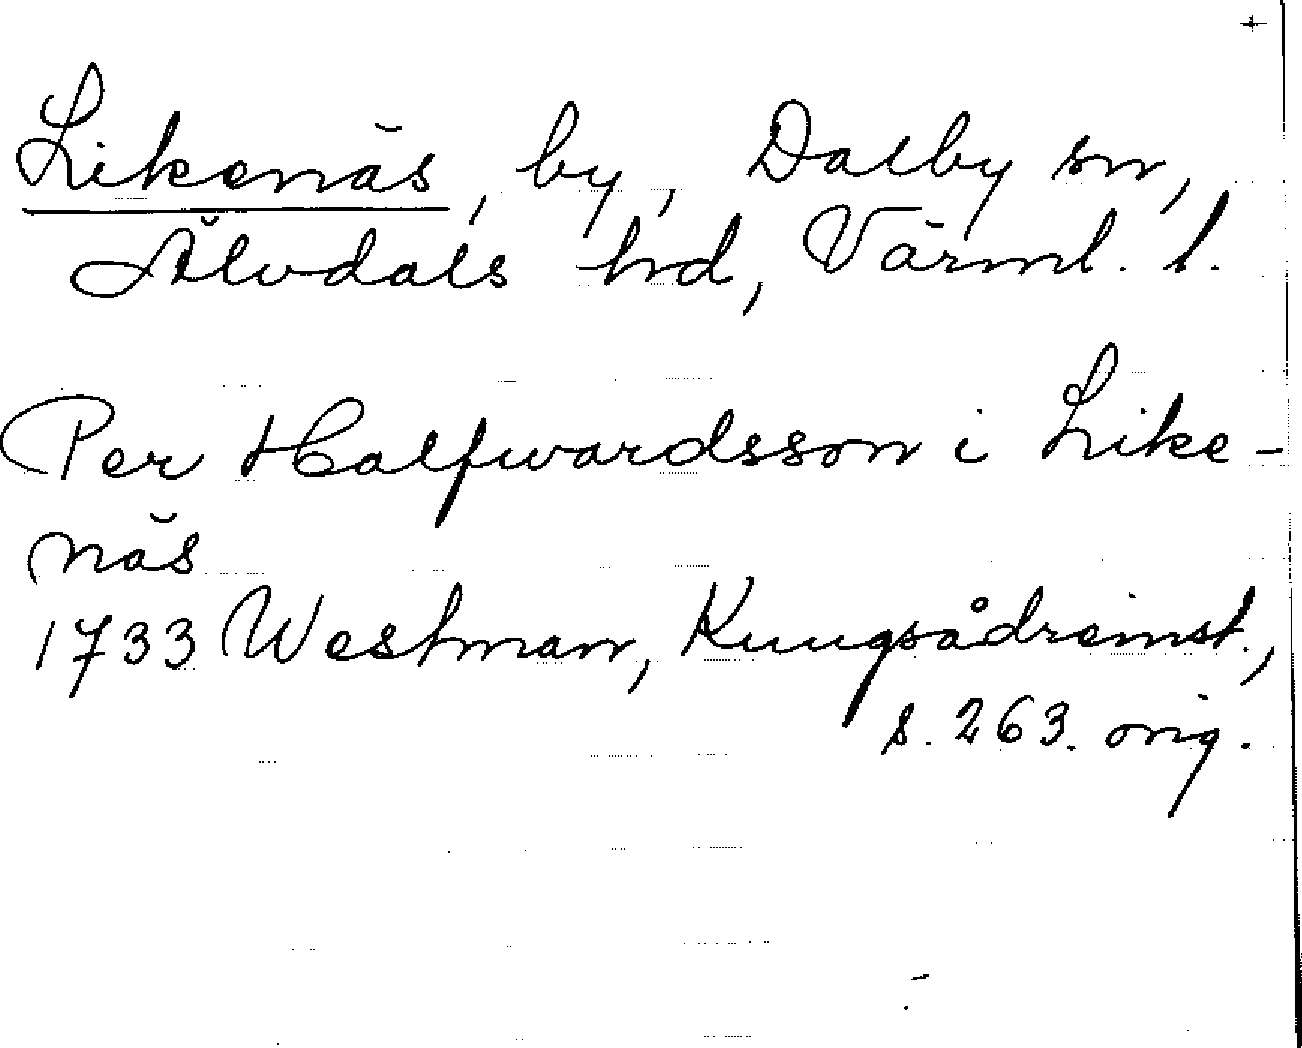 +
Likenäs, by, Dalby sn,
Älvdals hd, Värml. l.
Per Halfwardsson i Like-
näs
1733 Westman, Kungsådreinst.,
s. 263. orig.